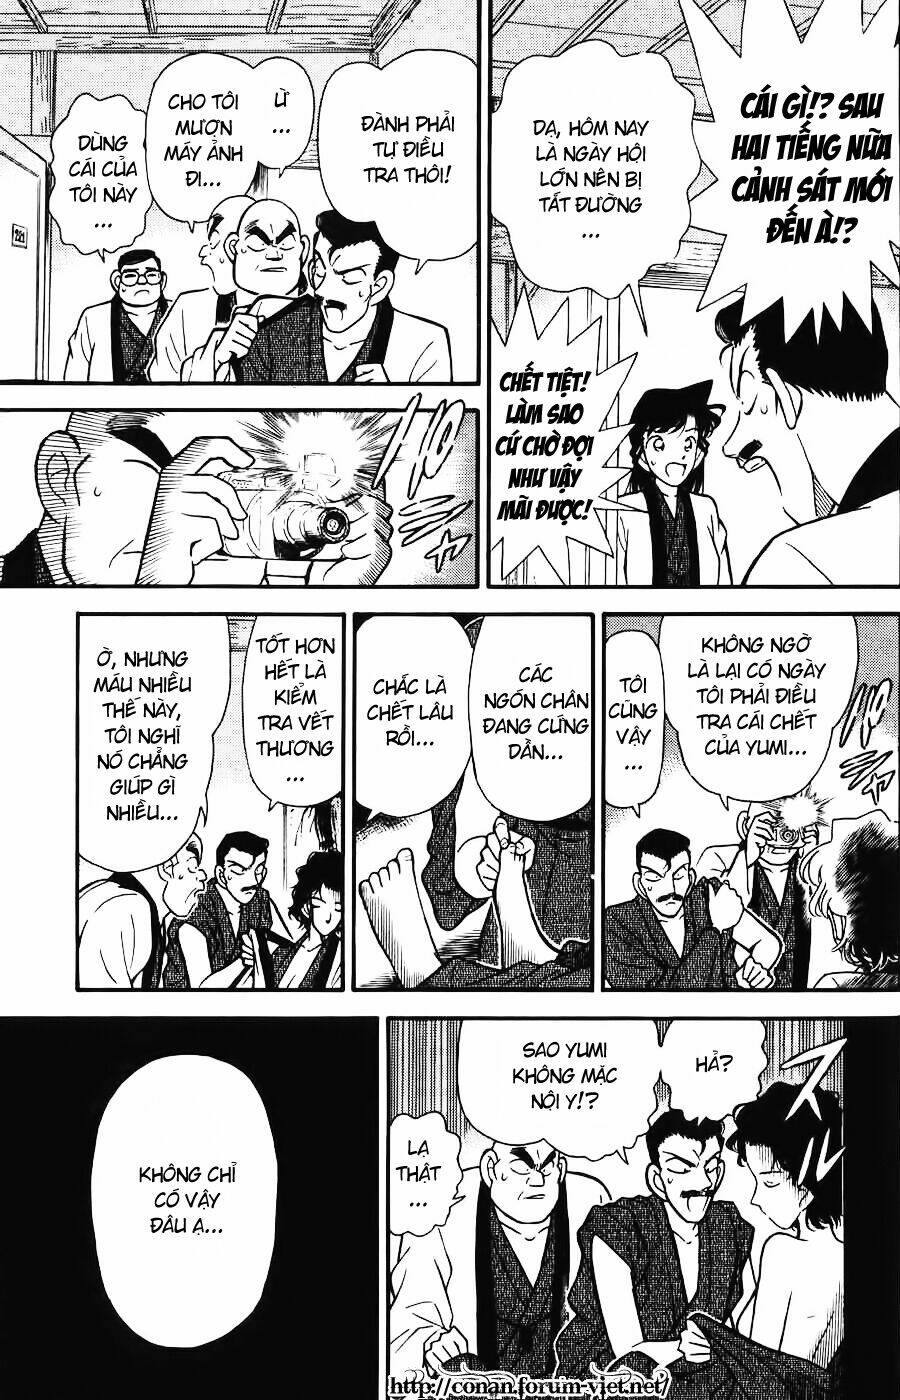 CÁI GÌ!? SAU
HAI TIẾNG NỮA
CẢNH SÁT MỚI
ĐẾN À!?
DẠ, HÔM NAY
LÀ NGÀY HỘI
LỚN NÊN BỊ
TẮT ĐƯỜNG
...
CHẾT TIỆT!
LÀM SAO
CỨ CHỜ ĐỢI
NHƯ VẬY
MÃI ĐƯỢC!
ĐÀNH PHẢI
TỰ ĐIỀU
TRA THÔI!
Ừ
...
CHO TÔI
MƯỢN
MÁY ẢNH
ĐI...
DÙNG
CÁI CỦA
TÔI NÀY
...
221
KHÔNG NGỜ
LÀ LẠI CÓ NGÀY
TÔI PHẢI ĐIỀU
TRA CÁI CHẾT
CỦA YUMI...
TÔI
CŨNG
VẬY
...
CÁC
NGÓN CHÂN
ĐANG CỨNG
DẦN...
CHẮC LÀ
CHẾT LÂU
RỒI...
TỐT HƠN
HẾT LÀ
KIỂM
TRA VẾT
THƯƠNG
...
Ờ, NHƯNG
MÁU NHIỀU
THẾ NÀY,
TÔI NGHĨ
NÓ CHẲNG
GIÚP GÌ
NHIỀU...
HẢ?
SAO YUMI
KHÔNG MẶC
NỘI Y!?
LẠ
THẬT
...
KHÔNG CHỈ
CÓ VẬY
ĐÂU Ạ...
http://conan.forum-viet.net/